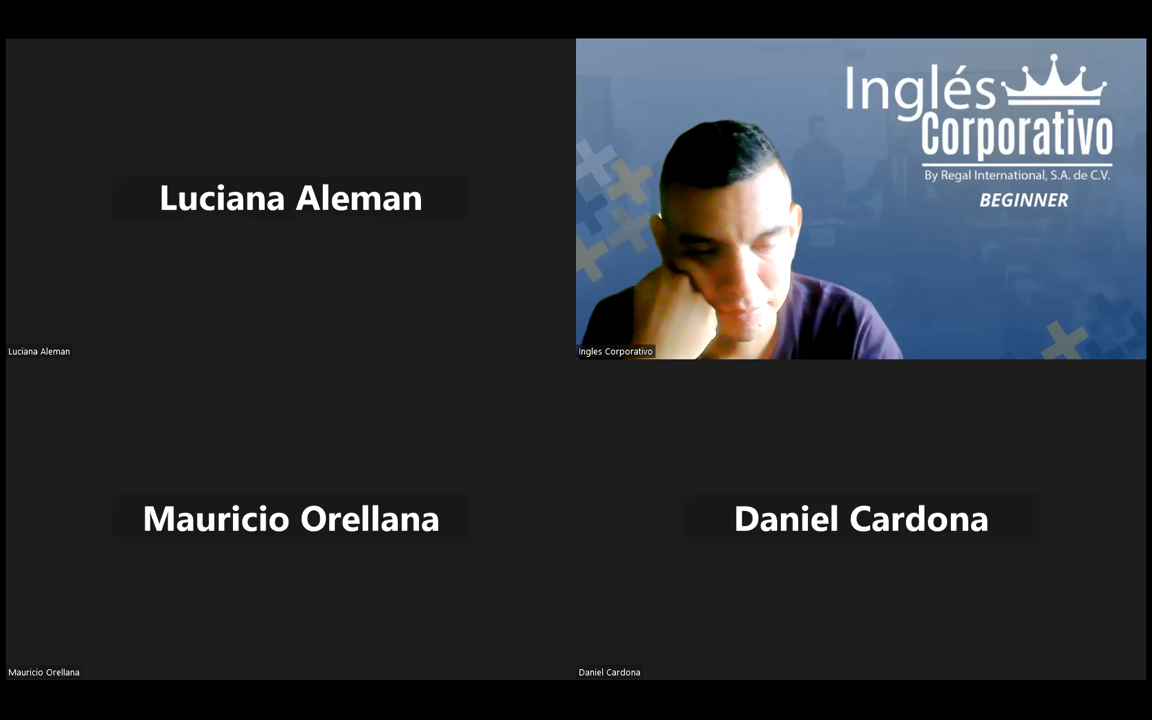 Luciana Aleman
Luciana Aleman
Inglés
Corporativo
By Regal International, S.A. de C.V.
BEGINNER
Ingles Corporativo
Mauricio Orellana
Mauricio Orellana
Daniel Cardona
Daniel Cardona